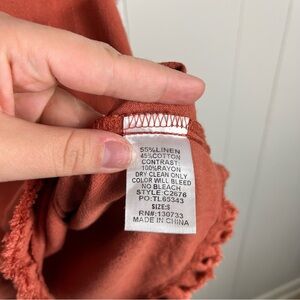 55%LINEN
45%COTTON
CONTRAST:
100%RAYON
DRY CLEAN ONLY
COLOR WILL BLEED
NO BLEACH
STYLE C2676
PO:TL65343
SIZE:S
RN#:130733
MADE IN CHINA